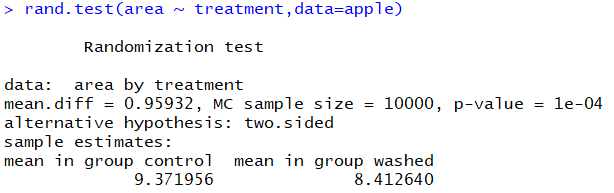 > rand.test(area ~ treatment,data=apple)
Randomization test
data:  area by treatment
mean.diff = 0.95932, MC sample size = 10000, p-value = 1e-04
alternative hypothesis: two.sided
sample estimates:
mean in group control  mean in group washed
9.371956 8.412640